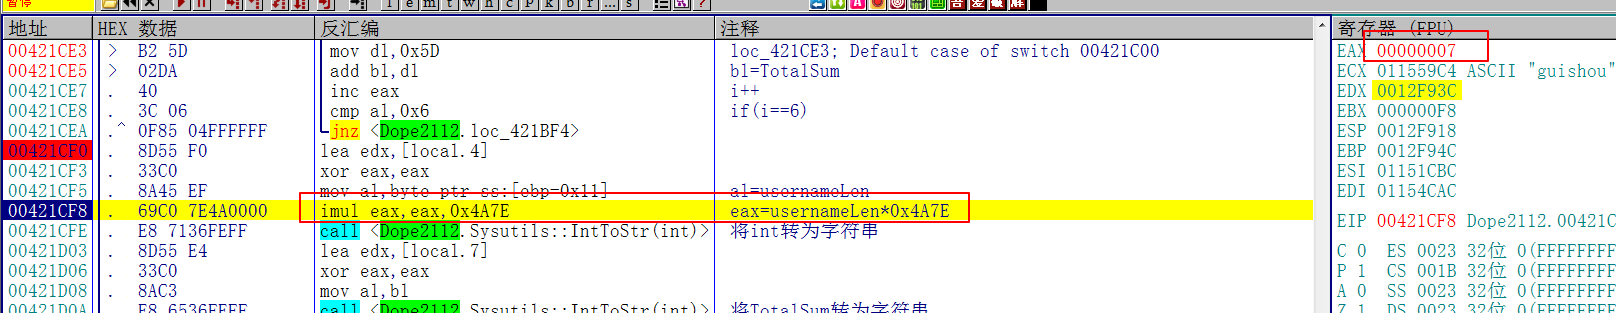 暂停 l e m t w h c p k b r ... s ?
地址 HEX 数据 反汇编 注释 寄存器 (FPU)
00421CE3 > B2 5D mov dl,0x5D loc_421CE3; Default case of switch 00421C00 EAX 00000007
00421CE5 > 02DA add bl,dl bl=TotalSum ECX 011559C4 ASCII "guishou"
00421CE7 . 40 inc eax i++ EDX 0012F93C
00421CE8 . 3C 06 cmp al,0x6 if(i==6) EBX 000000F8
00421CEA .^ 0F85 04FFFFFF jnz <Dope2112.loc_421BF4> ESP 0012F918
00421CF0 . 8D55 F0 lea edx,[local.4] EBP 0012F94C
00421CF3 . 33C0 xor eax,eax ESI 01151CBC
00421CF5 . 8A45 EF mov al,byte ptr ss:[ebp-0x11] al=usernameLen EDI 01154CAC
00421CF8 . 69C0 7E4A0000 imul eax,eax,0x4A7E eax=usernameLen*0x4A7E EIP 00421CF8 Dope2112.00421C
00421CFE . E8 7136FEFF call <Dope2112.Sysutils::IntToStr(int)> 将int转为字符串
00421D03 . 8D55 E4 lea edx,[local.7] C 0 ES 0023 32位 0(FFFFFFFF
00421D06 . 33C0 xor eax,eax P 1 CS 001B 32位 0(FFFFFFFF
00421D08 . 8AC3 mov al,bl A 0 SS 0023 32位 0(FFFFFFFF
00421D0A . E8 6536FEFF call <Dope2112.Sysutils::IntToStr(int)> 将TotalSum转为字符串 Z 1 DS 0023 32位 0(FFFFFFFF